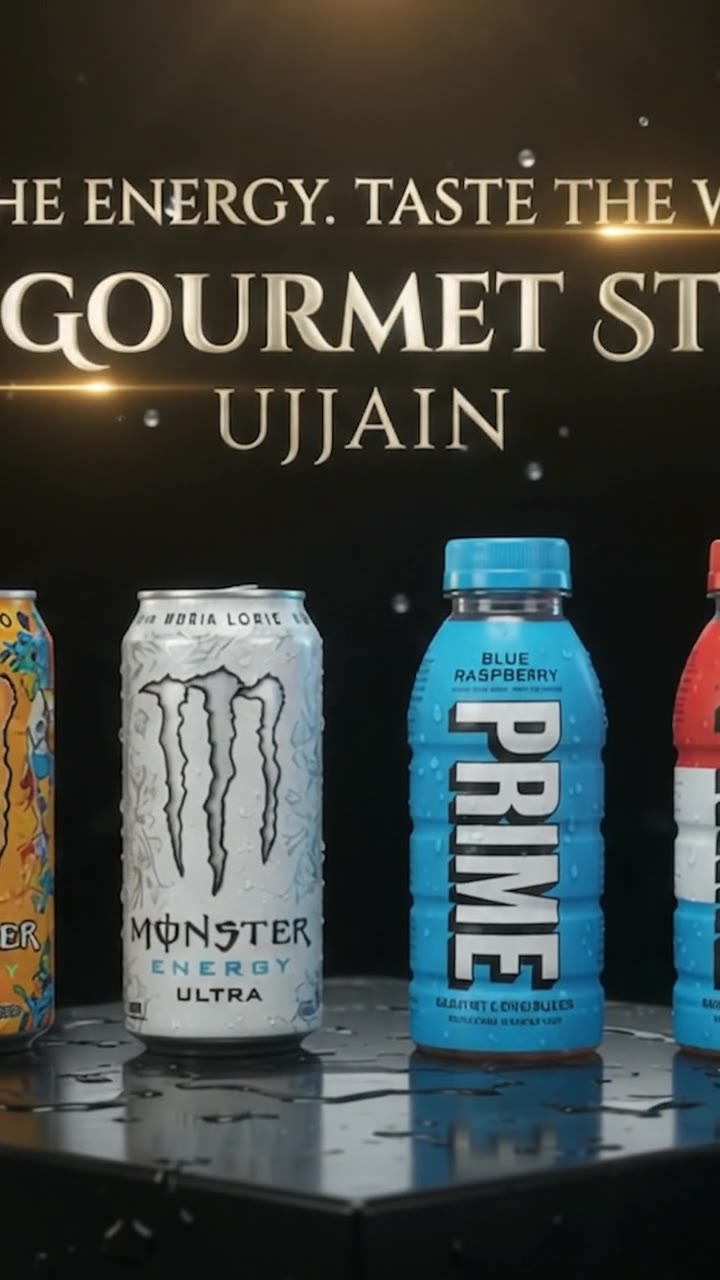 HE ENERGY. TASTE THE W
GOURMET ST
UJJAIN
MONSTER
ENERGY
ULTRA
BLUE
RASPBERRY
PRIME
ER